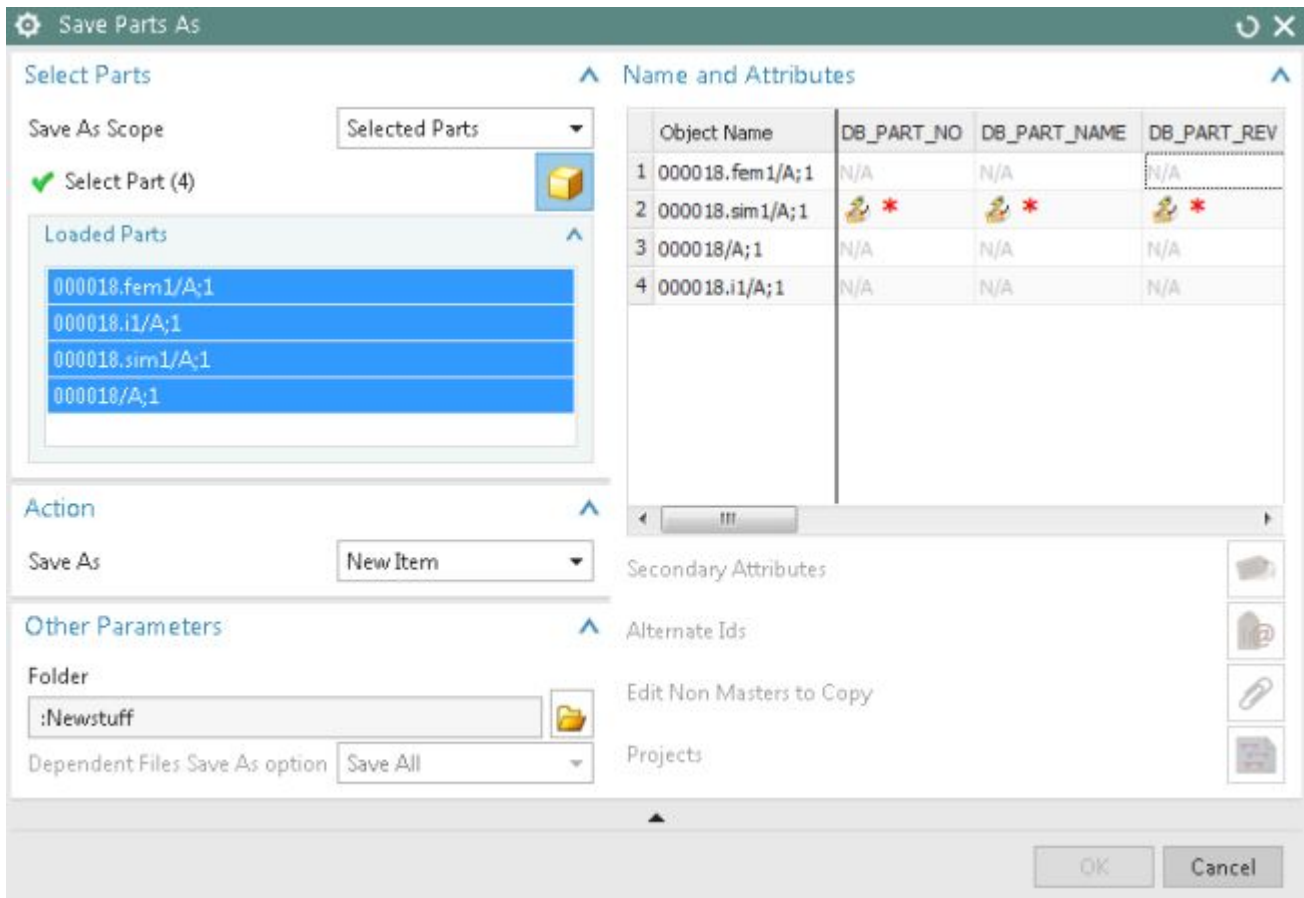 Save Parts As
Select Parts
Save As Scope Selected Parts
Select Part (4)
Loaded Parts
000018.fem1/A;1
000018.i1/A;1
000018.sim1/A;1
000018/A;1
Action
Save As New Item
Other Parameters
Folder
:Newstuff
Dependent Files Save As option Save All
Name and Attributes
Object Name DB_PART_NO DB_PART_NAME DB_PART_REV
1 000018.fem1/A;1 N/A N/A N/A
2 000018.sim1/A;1 * * *
3 000018/A;1 N/A N/A N/A
4 000018.i1/A;1 N/A N/A N/A
Secondary Attributes
Alternate Ids
Edit Non Masters to Copy
Projects
OK Cancel